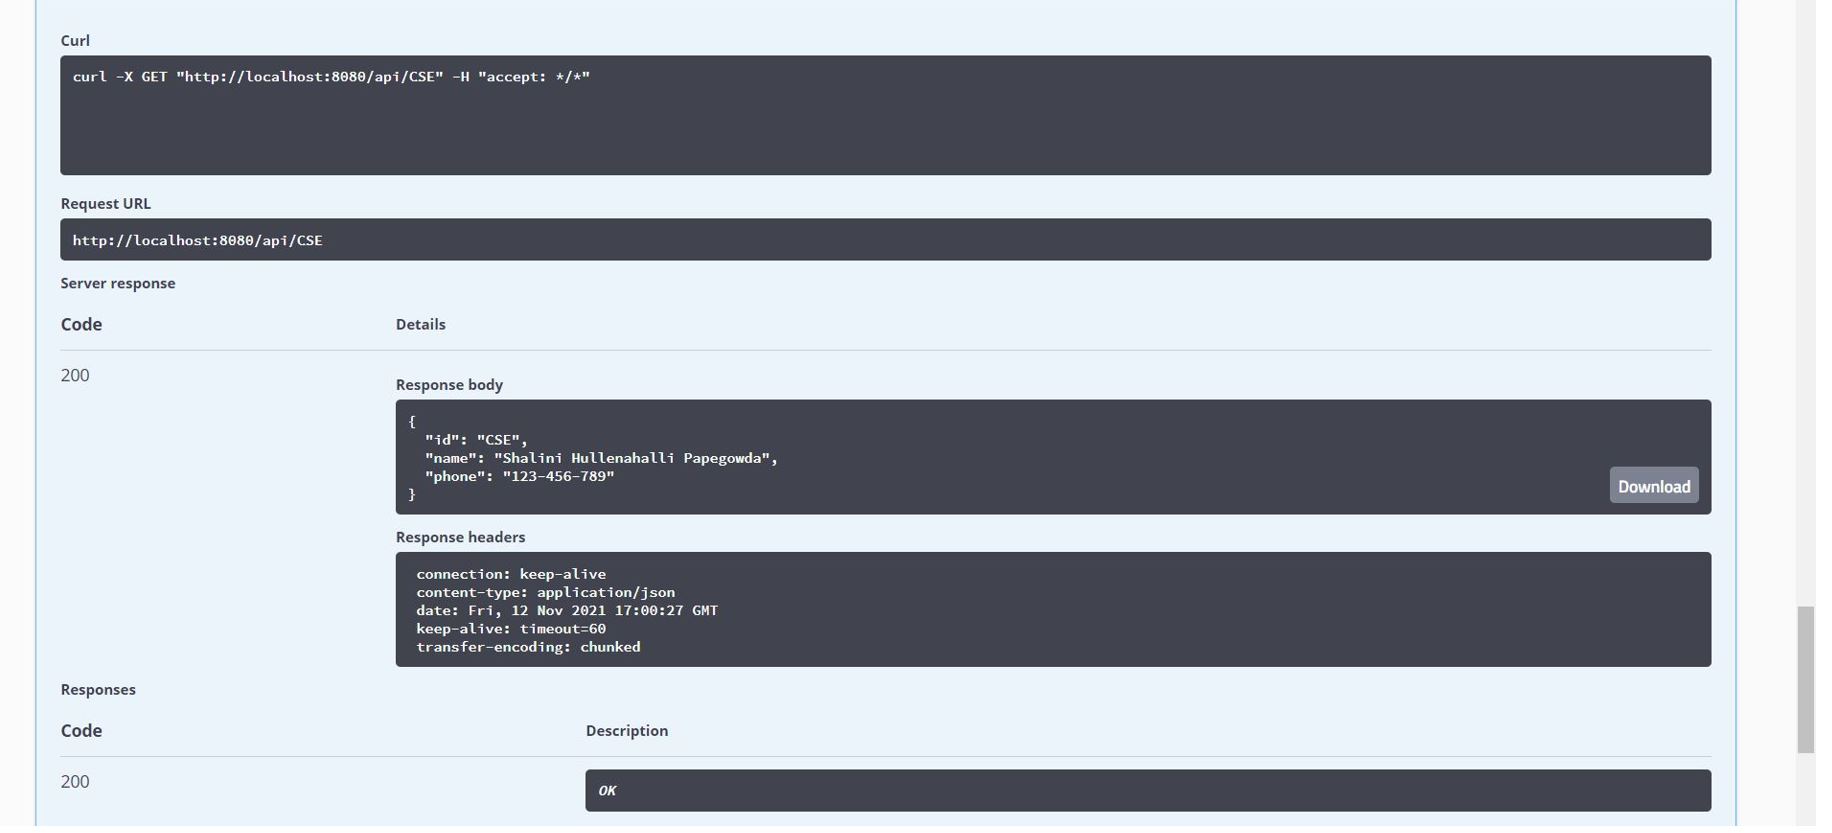 Curl
curl -X GET "http://localhost:8080/api/CSE" -H "accept: */*"
Request URL
http://localhost:8080/api/CSE
Server response
Code Details
200
Response body
{
  "id": "CSE",
  "name": "Shalini Hullenahalli Papegowda",
  "phone": "123-456-789"
}
Download
Response headers
connection: keep-alive
content-type: application/json
date: Fri, 12 Nov 2021 17:00:27 GMT
keep-alive: timeout=60
transfer-encoding: chunked
Responses
Code Description
200 OK